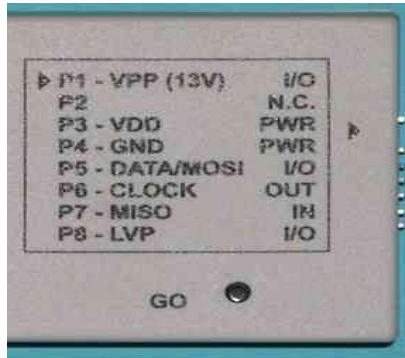 P1 - VPP (13V) I/O
P2 N.C.
P3 - VDD PWR
P4 - GND PWR
P5 - DATA/MOSI I/O
P6 - CLOCK OUT
P7 - MISO IN
P8 - LVP I/O
GO